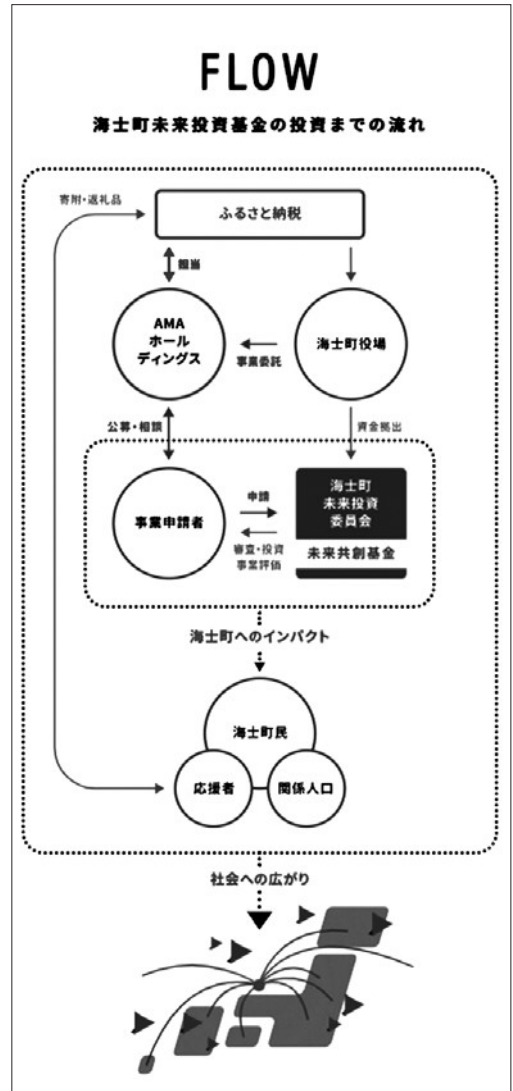 FLOW
海士町未来投資基金の投資までの流れ
寄附・返礼品
ふるさと納税
担当
AMA
ホール
ディングス
事業委託
海士町役場
公募・相談
資金拠出
事業申請者
申請
審査・投資
事業評価
海士町
未来投資
委員会
未来共創基金
海士町へのインパクト
海士町民
応援者
関係人口
社会への広がり